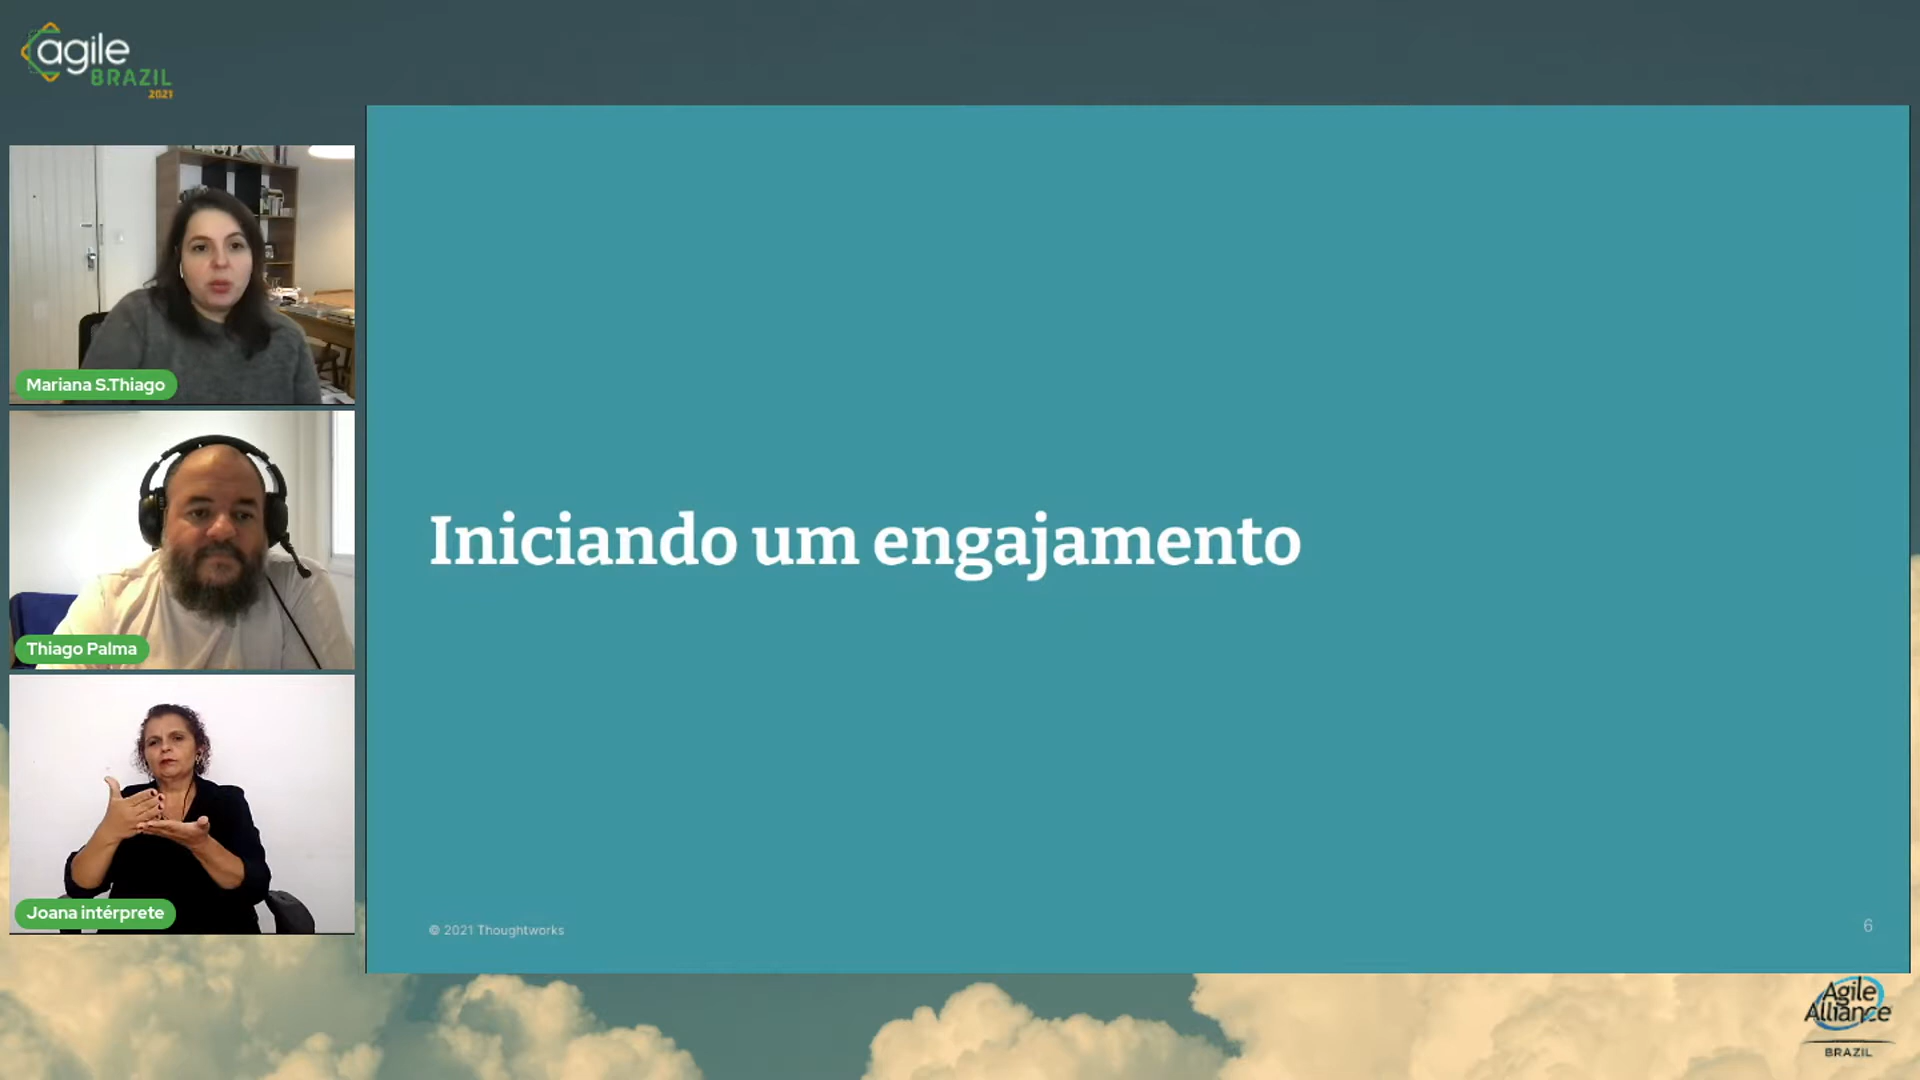 agile
BRAZIL
2021
Mariana S.Thiago
Thiago Palma
Joana intérprete
Iniciando um engajamento
© 2021 Thoughtworks
6
Agile
Alliance
BRAZIL